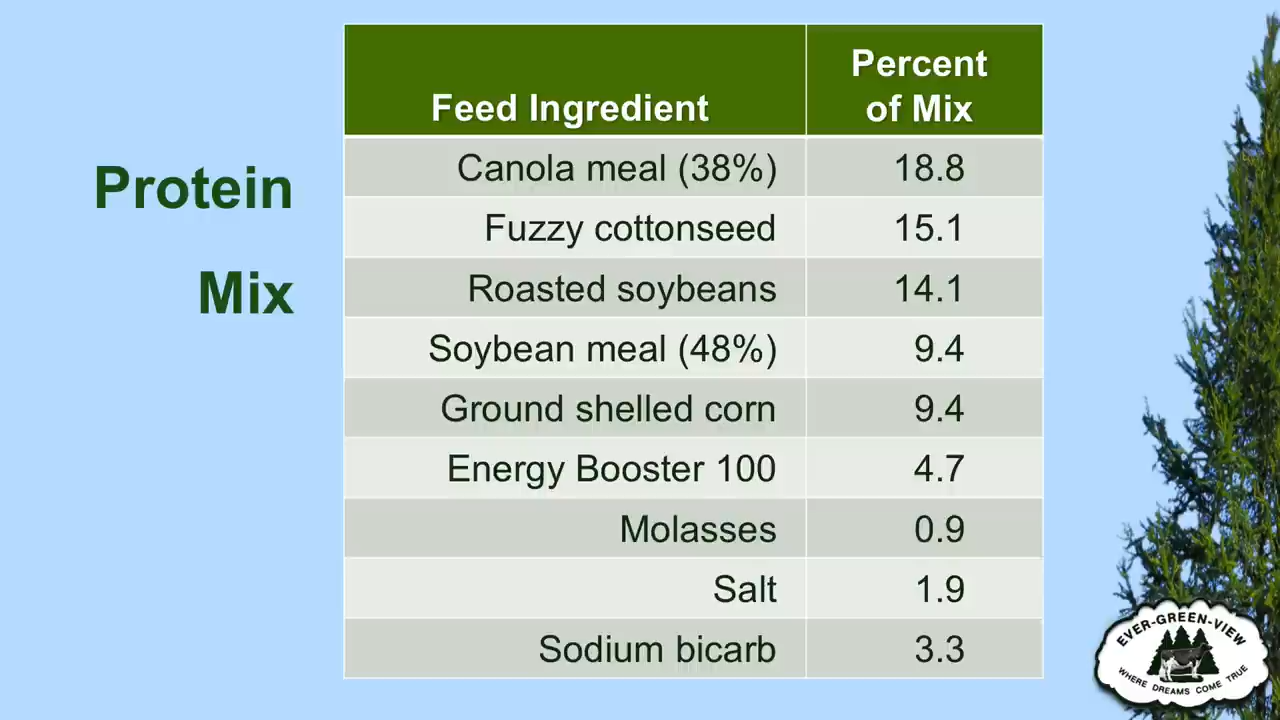 Protein
Mix
Feed Ingredient Percent of Mix
Canola meal (38%) 18.8
Fuzzy cottonseed 15.1
Roasted soybeans 14.1
Soybean meal (48%) 9.4
Ground shelled corn 9.4
Energy Booster 100 4.7
Molasses 0.9
Salt 1.9
Sodium bicarb 3.3
EVER-GREEN-VIEW
WHERE DREAMS COME TRUE